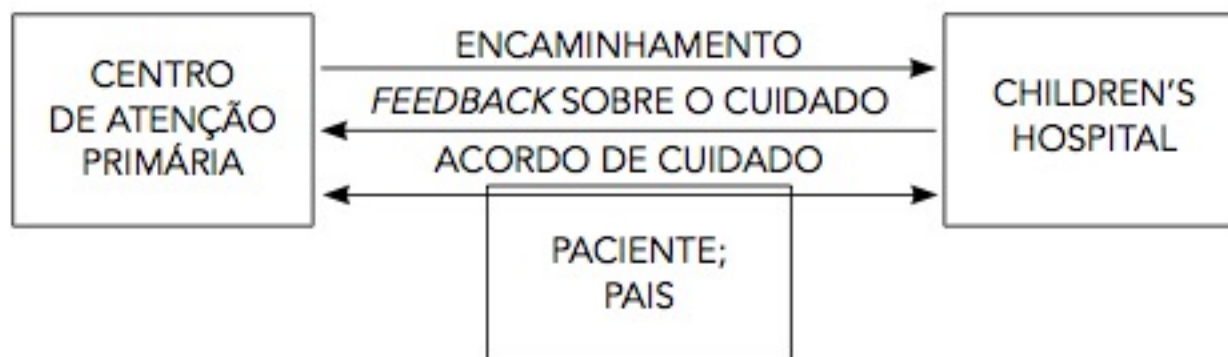 CENTRO
DE ATENÇÃO
PRIMÁRIA
ENCAMINHAMENTO
FEEDBACK SOBRE O CUIDADO
ACORDO DE CUIDADO
PACIENTE;
PAIS
CHILDREN'S
HOSPITAL